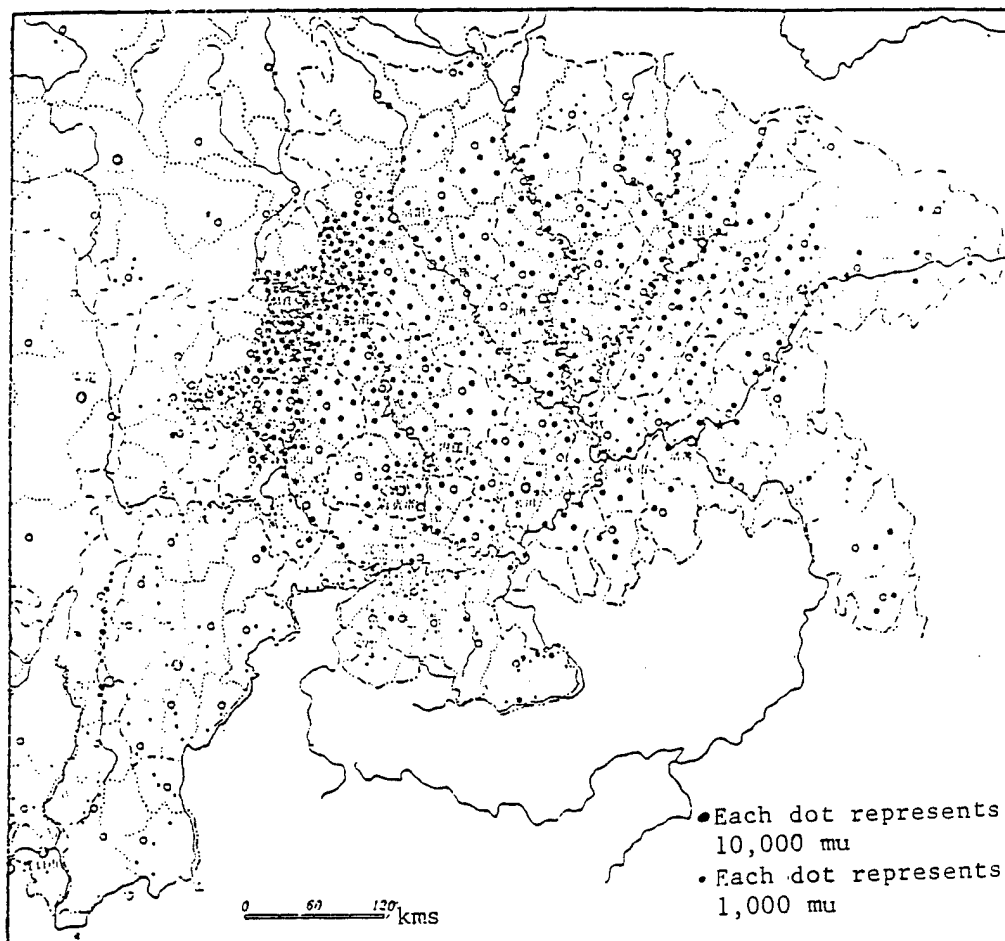 Each dot represents
10,000 mu
Each dot represents
1,000 mu
0 60 120 kms